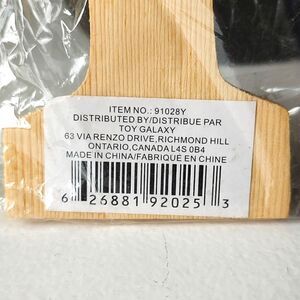 ITEM NO.: 91028Y
DISTRIBUTED BY/DISTRIBUE PAR
TOY GALAXY
63 VIA RENZO DRIVE,RICHMOND HILL
ONTARIO,CANADA L4S 0B4
MADE IN CHINA/FABRIQUÉ EN CHINE
6 26881 92025 3